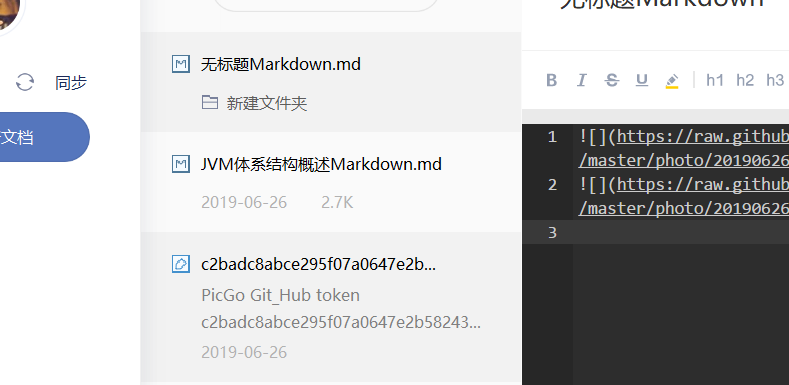 同步
文档
无标题Markdown.md
新建文件夹
JVM体系结构概述Markdown.md
2019-06-26 2.7K
c2badc8abce295f07a0647e2b...
PicGo Git_Hub token
c2badc8abce295f07a0647e2b58243...
2019-06-26
无标题Markdown
B I S U h1 h2 h3
1 ![](https://raw.github
/master/photo/20190626
2 ![](https://raw.github
/master/photo/20190626
3